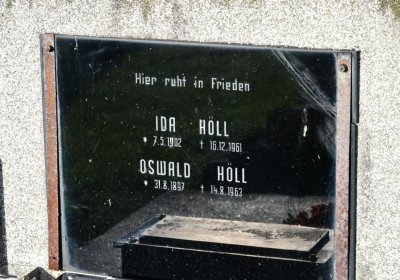 Hier ruht in Frieden
IDA HÖLL
* 7.5.1902 † 16.12.1961
OSWALD HÖLL
* 31.8.1897 † 14.8.1963